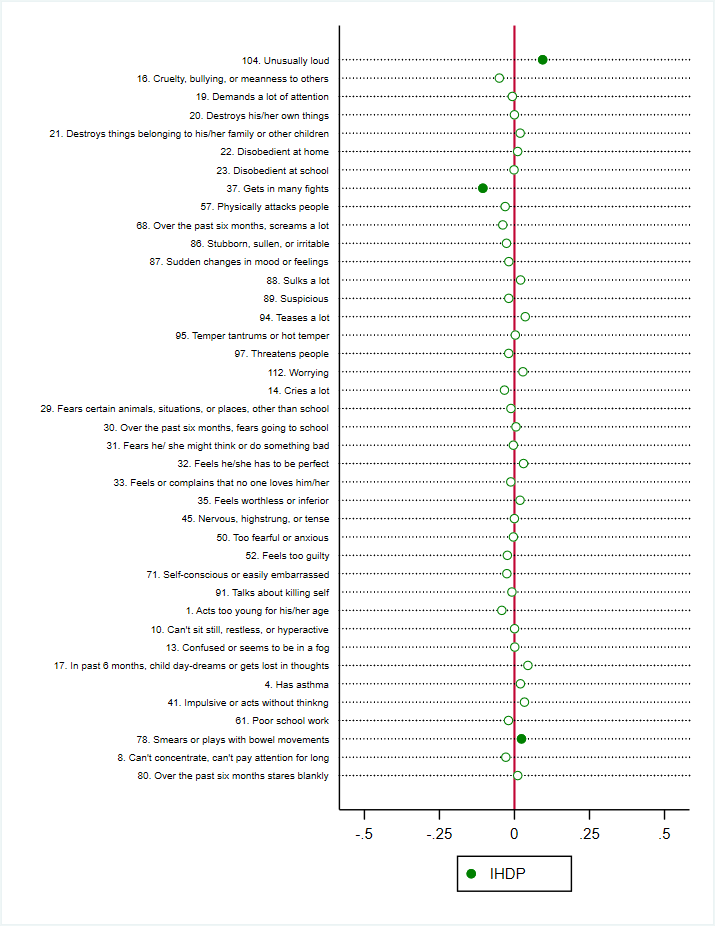 104. Unusually loud
16. Cruelty, bullying, or meanness to others
19. Demands a lot of attention
20. Destroys his/her own things
21. Destroys things belonging to his/her family or other children
22. Disobedient at home
23. Disobedient at school
37. Gets in many fights
57. Physically attacks people
68. Over the past six months, screams a lot
86. Stubborn, sullen, or irritable
87. Sudden changes in mood or feelings
88. Sulks a lot
89. Suspicious
94. Teases a lot
95. Temper tantrums or hot temper
97. Threatens people
112. Worrying
14. Cries a lot
29. Fears certain animals, situations, or places, other than school
30. Over the past six months, fears going to school
31. Fears he/ she might think or do something bad
32. Feels he/she has to be perfect
33. Feels or complains that no one loves him/her
35. Feels worthless or inferior
45. Nervous, highstrung, or tense
50. Too fearful or anxious
52. Feels too guilty
71. Self-conscious or easily embarrassed
91. Talks about killing self
1. Acts too young for his/her age
10. Can't sit still, restless, or hyperactive
13. Confused or seems to be in a fog
17. In past 6 months, child day-dreams or gets lost in thoughts
4. Has asthma
41. Impulsive or acts without thinkng
61. Poor school work
78. Smears or plays with bowel movements
8. Can't concentrate, can't pay attention for long
80. Over the past six months stares blankly
-.5 -.25 0 .25 .5
IHDP